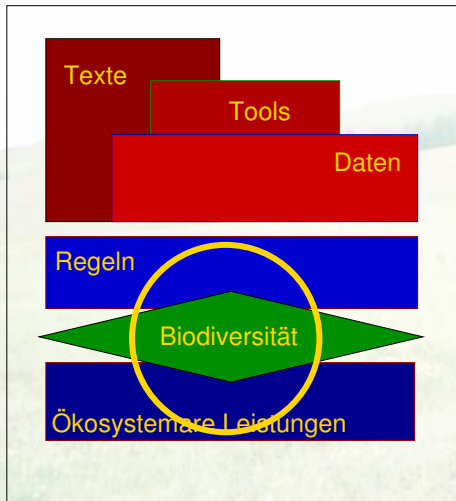 Texte
Tools
Daten
Regeln
Biodiversität
Ökosystemare Leistungen